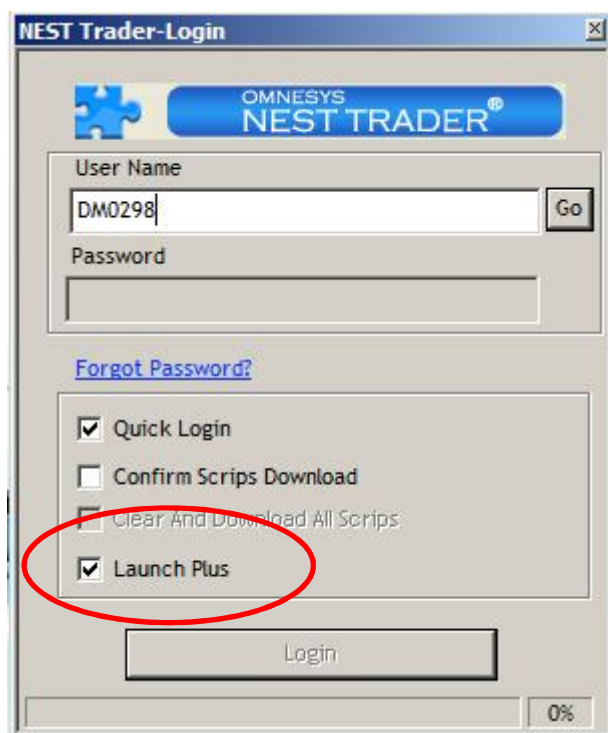 NEST Trader-Login
OMNESYS
NEST TRADER®
User Name
DM0298
Go
Password
Forgot Password?
Quick Login
Confirm Scrips Download
Clear And Download All Scrips
Launch Plus
Login
0%